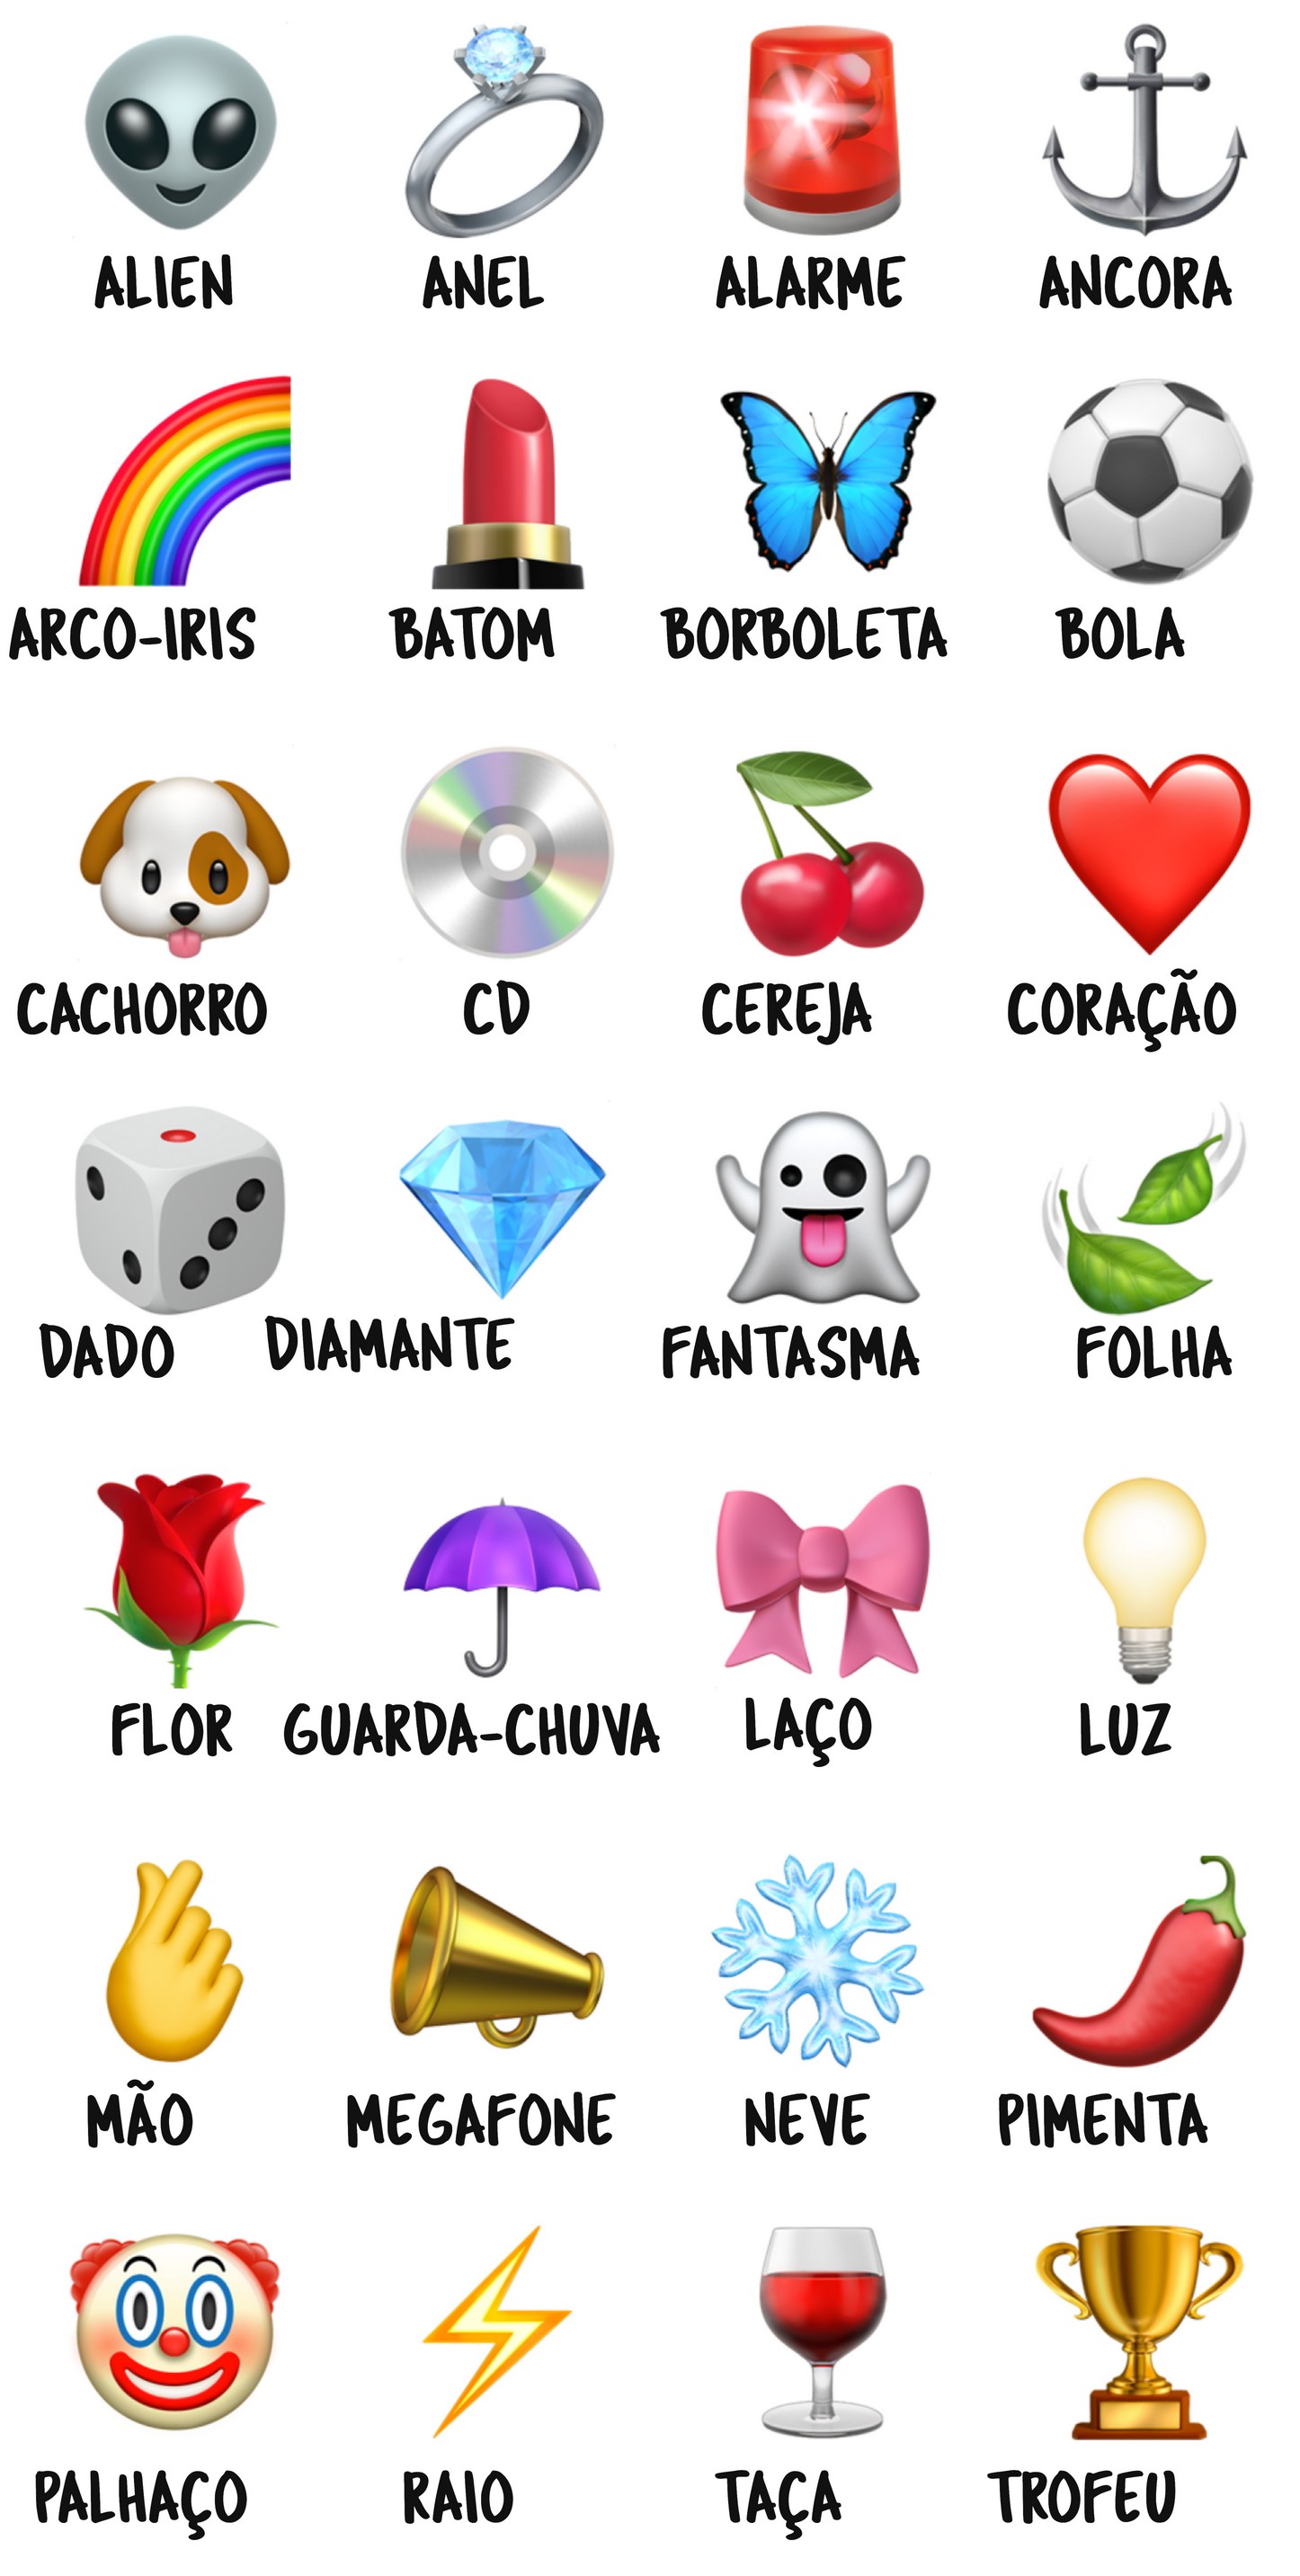 ALIEN ANEL ALARME ANCORA
ARCO-IRIS BATOM BORBOLETA BOLA
CACHORRO CD CEREJA CORAÇÃO
DADO DIAMANTE FANTASMA FOLHA
FLOR GUARDA-CHUVA LAÇO LUZ
MÃO MEGAFONE NEVE PIMENTA
PALHAÇO RAIO TAÇA TROFEU